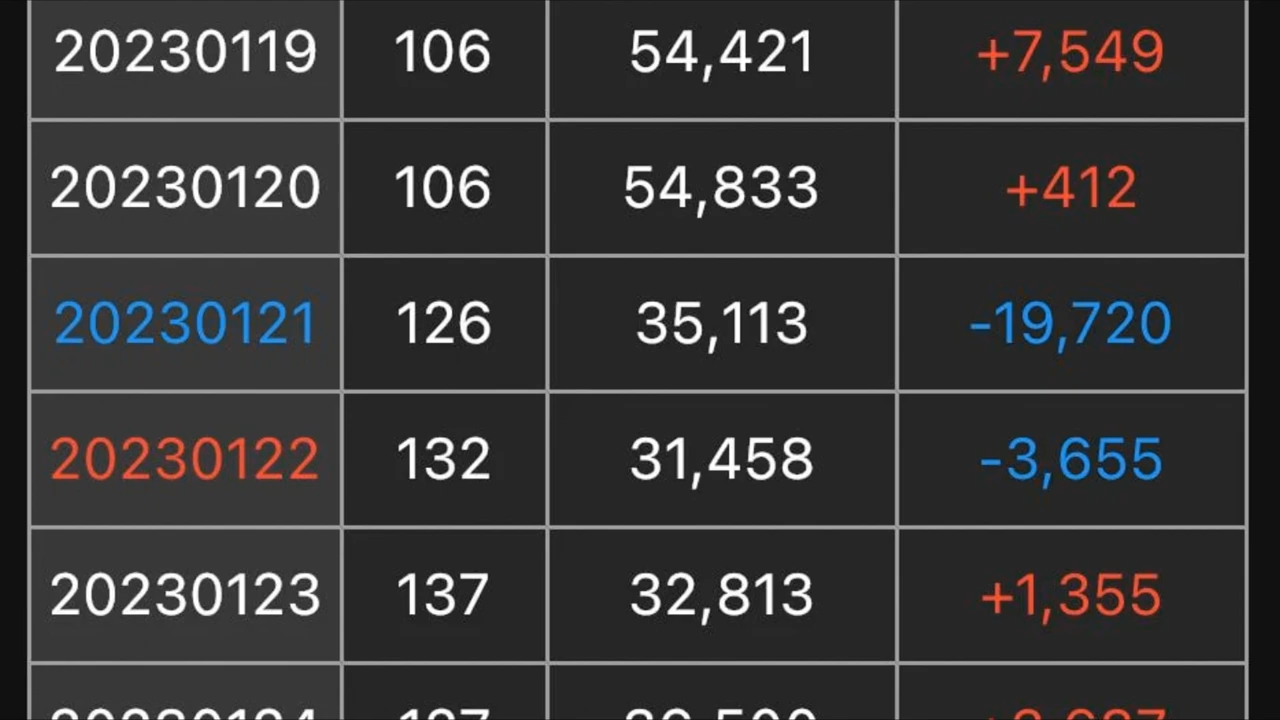 20230119 106 54,421 +7,549
20230120 106 54,833 +412
20230121 126 35,113 -19,720
20230122 132 31,458 -3,655
20230123 137 32,813 +1,355